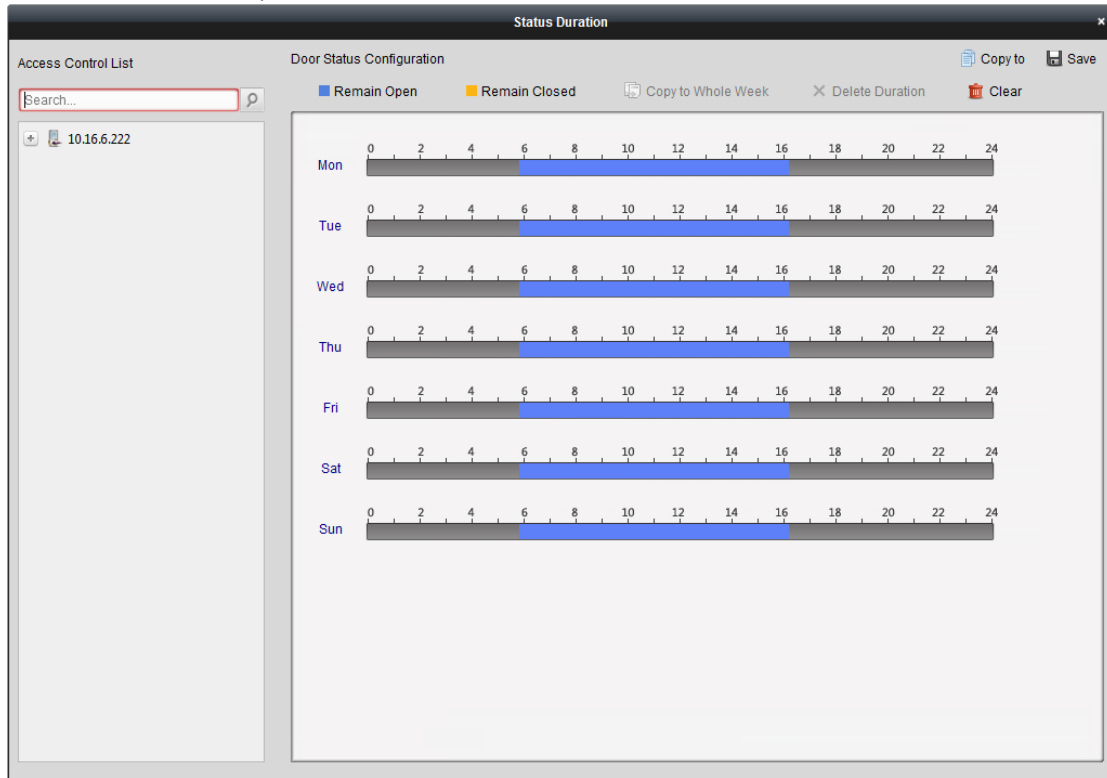 Status Duration ×
Access Control List
Door Status Configuration
Copy to Save
Search...
Remain Open Remain Closed Copy to Whole Week Delete Duration Clear
10.16.6.222
0 2 4 6 8 10 12 14 16 18 20 22 24
Mon
0 2 4 6 8 10 12 14 16 18 20 22 24
Tue
0 2 4 6 8 10 12 14 16 18 20 22 24
Wed
0 2 4 6 8 10 12 14 16 18 20 22 24
Thu
0 2 4 6 8 10 12 14 16 18 20 22 24
Fri
0 2 4 6 8 10 12 14 16 18 20 22 24
Sat
0 2 4 6 8 10 12 14 16 18 20 22 24
Sun